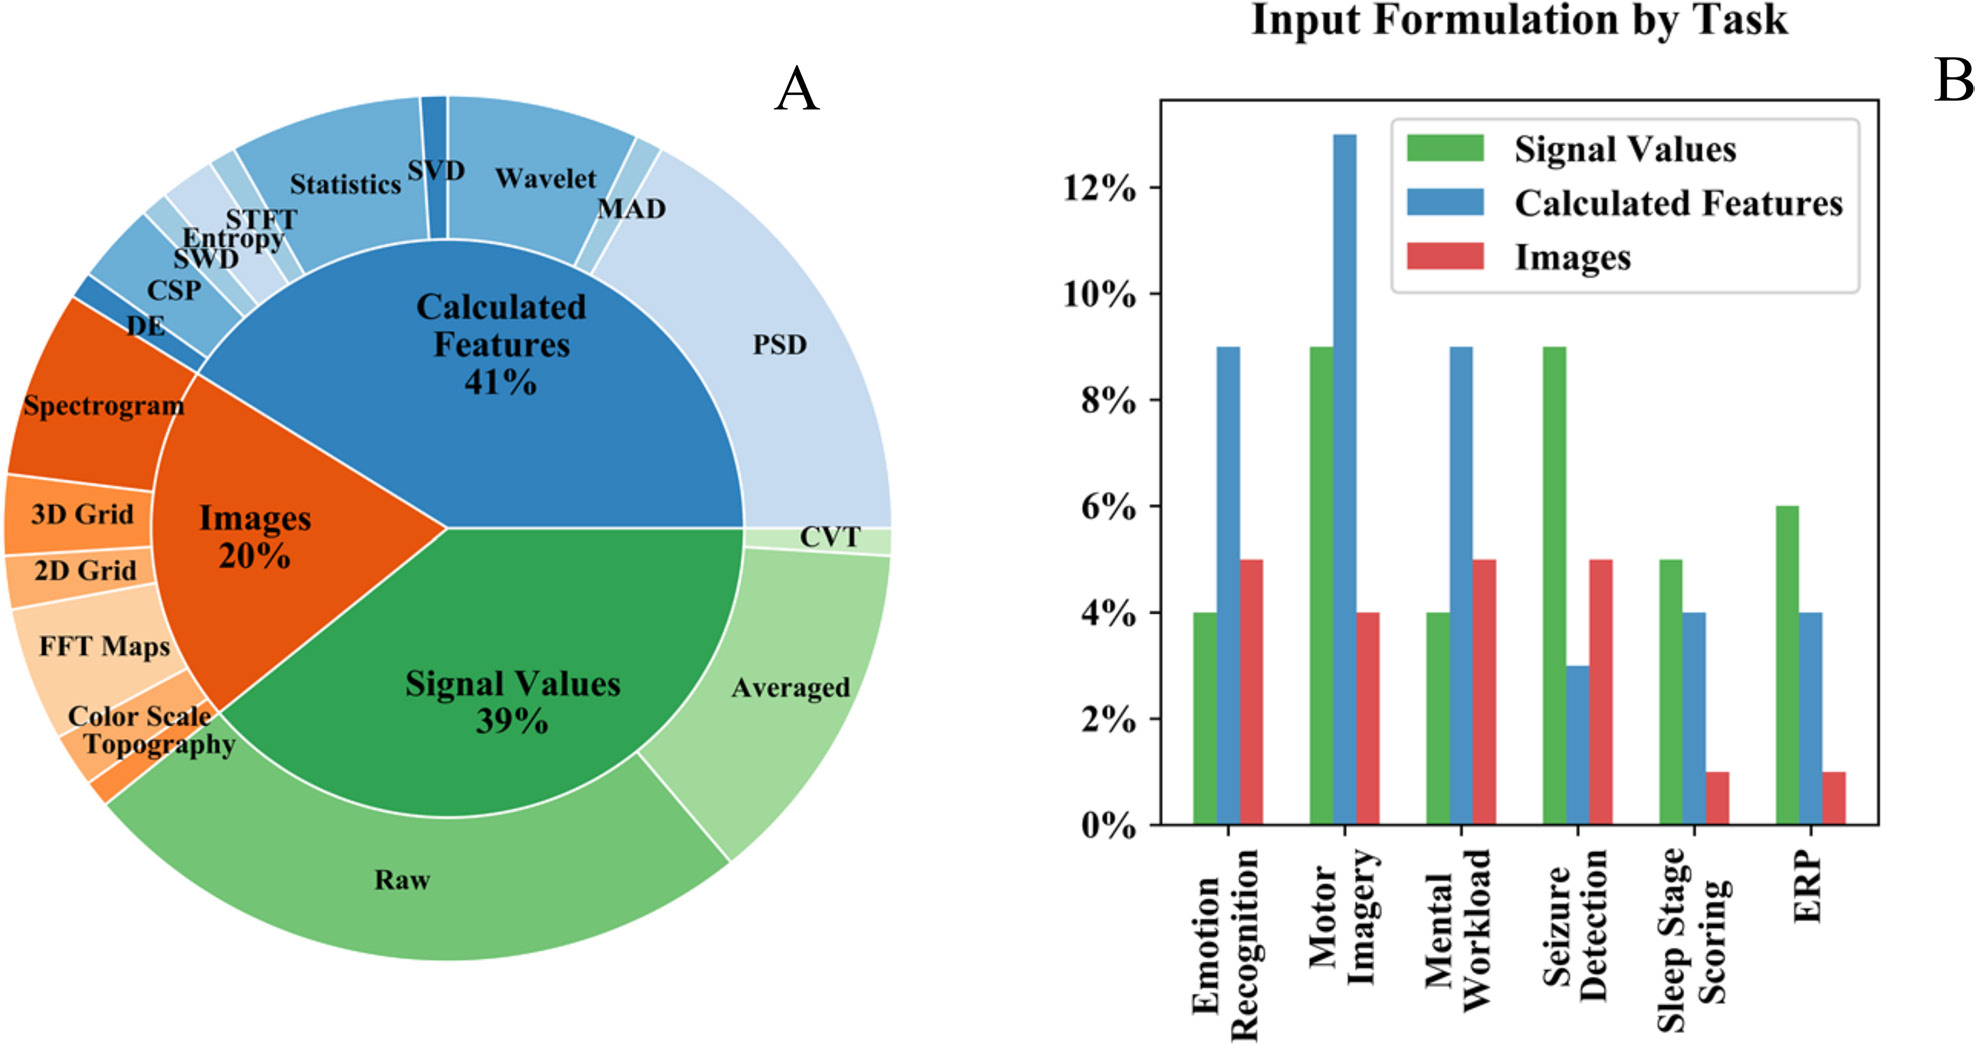 A
SVD
Statistics
Wavelet
MAD
STFT
Entropy
SWD
CSP
DE
Calculated
Features
41%
PSD
Spectrogram
3D Grid
2D Grid
FFT Maps
Color Scale
Topography
Images
20%
CVT
Signal Values
39%
Averaged
Raw
Input Formulation by Task
B
Signal Values
Calculated Features
Images
12%
10%
8%
6%
4%
2%
0%
Emotion
Recognition
Motor
Imagery
Mental
Workload
Seizure
Detection
Sleep Stage
Scoring
ERP